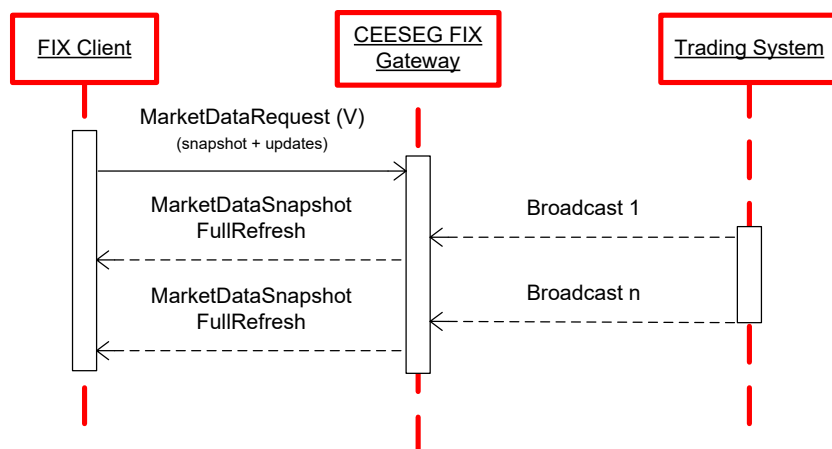 FIX Client
CEESEG FIX
Gateway
Trading System
MarketDataRequest (V)
(snapshot + updates)
MarketDataSnapshot
FullRefresh
Broadcast 1
MarketDataSnapshot
FullRefresh
Broadcast n